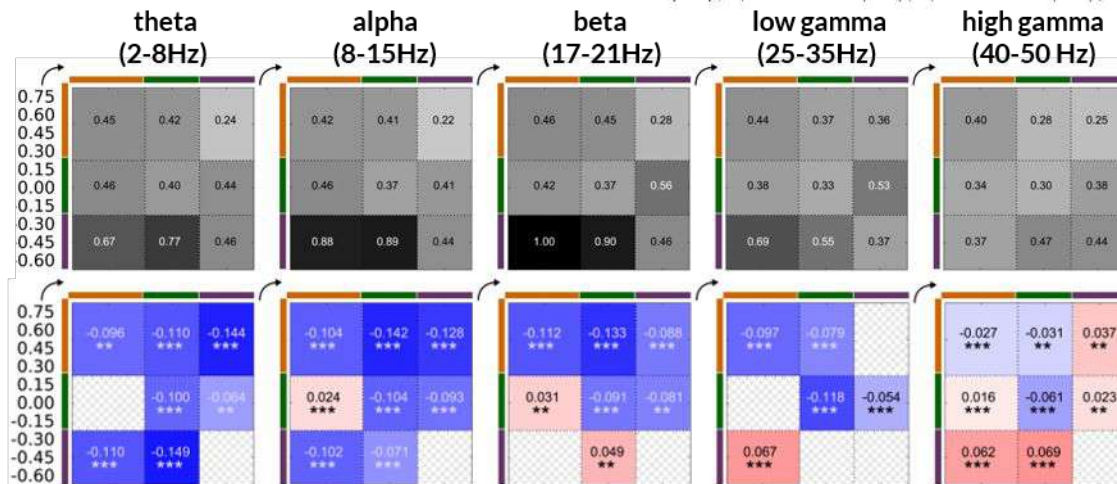 theta alpha beta low gamma high gamma
(2-8Hz) (8-15Hz) (17-21Hz) (25-35Hz) (40-50 Hz)
0.75
0.60
0.45 0.42 0.24 0.42 0.41 0.22 0.46 0.45 0.28 0.44 0.37 0.36 0.40 0.28 0.25
0.45
0.30
0.15
0.00 0.46 0.40 0.44 0.46 0.37 0.41 0.42 0.37 0.56 0.38 0.33 0.53 0.34 0.30 0.38
-0.30
-0.45 0.67 0.77 0.46 0.88 0.89 0.44 1.00 0.90 0.46 0.69 0.55 0.37 0.37 0.47 0.44
-0.60
0.75
0.60 -0.096 -0.110 -0.144 -0.104 -0.142 -0.128 -0.112 -0.133 -0.088 -0.097 -0.079 -0.027 -0.031 0.037
0.45 ** *** *** *** *** *** *** *** *** *** *** *** ** **
0.30
0.15
0.00 -0.100 -0.064 0.024 -0.104 -0.093 0.031 -0.091 -0.081 -0.118 -0.054 0.016 -0.061 0.023
-0.15 *** ** *** *** *** ** *** *** *** *** *** *** **
-0.30
-0.45 -0.110 -0.149 -0.102 -0.071 0.049 0.067 0.062 0.069
-0.60 *** *** *** *** ** *** *** ***